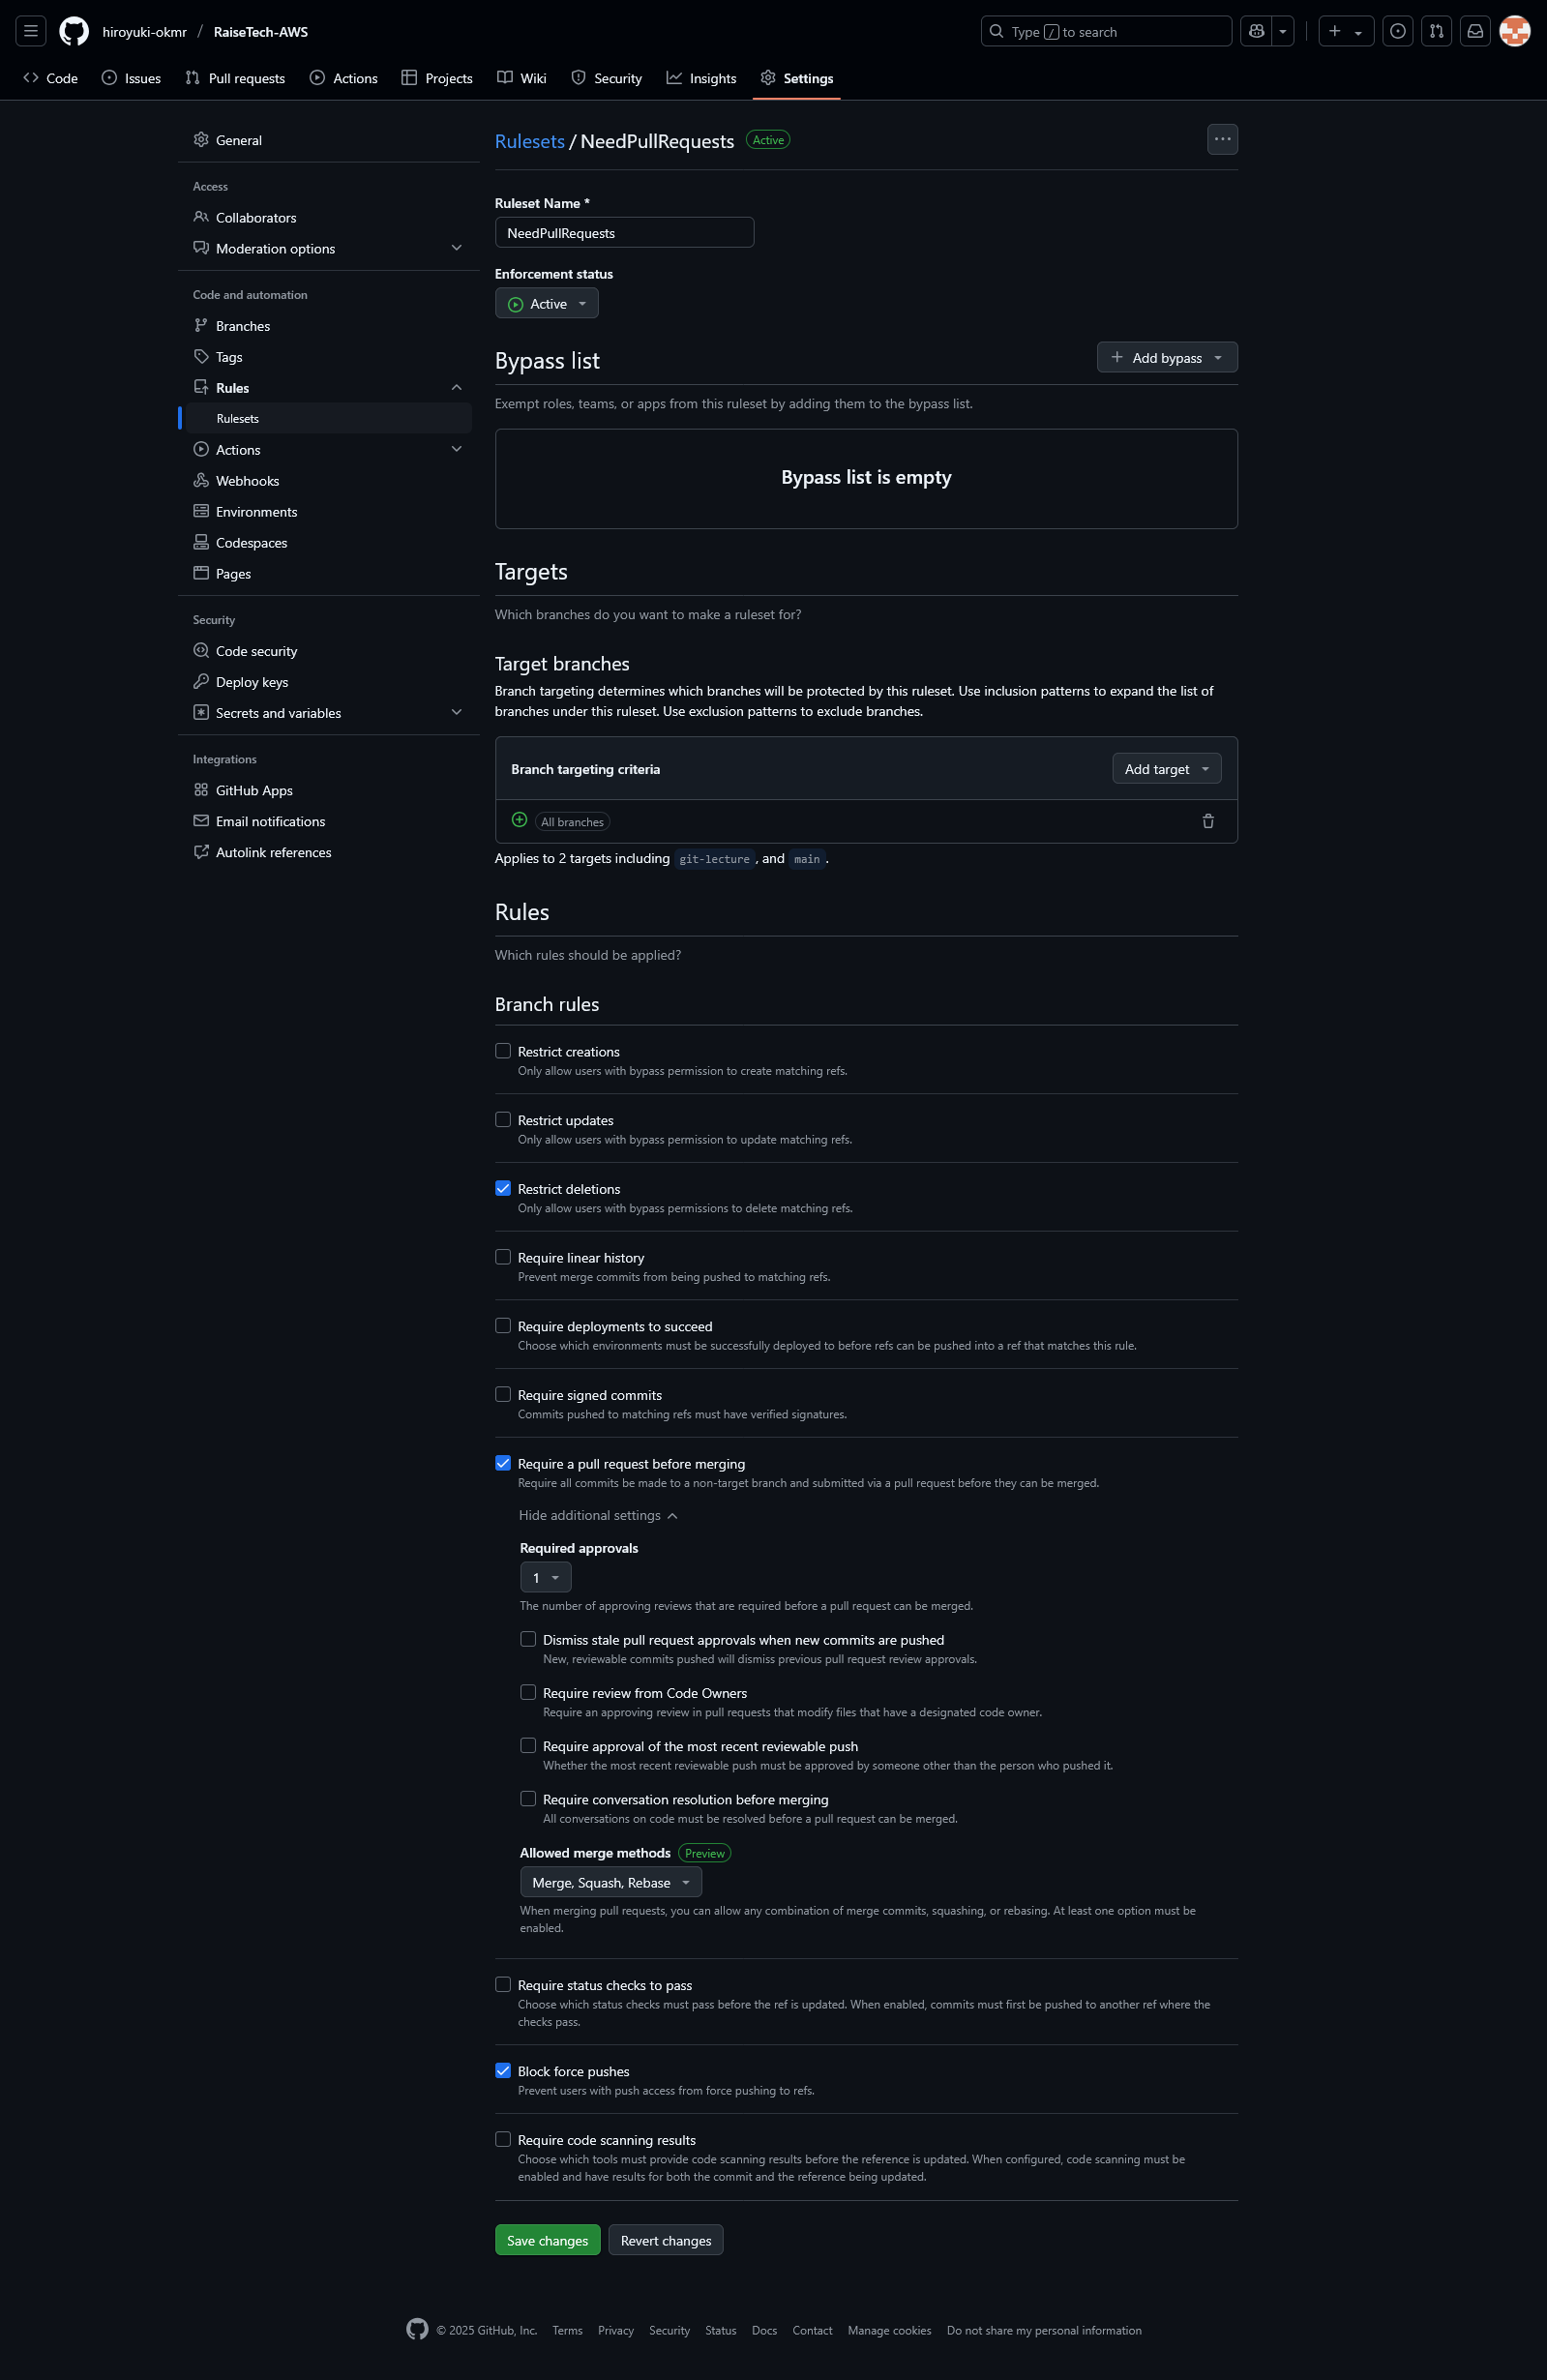 hiroyuki-okmr / RaiseTech-AWS
Type / to search
Code Issues Pull requests Actions Projects Wiki Security Insights Settings
General
Access
Collaborators
Moderation options
Code and automation
Branches
Tags
Rules
Rulesets
Actions
Webhooks
Environments
Codespaces
Pages
Security
Code security
Deploy keys
Secrets and variables
Integrations
GitHub Apps
Email notifications
Autolink references
Rulesets / NeedPullRequests Active
Ruleset Name *
NeedPullRequests
Enforcement status
Active
Bypass list
Add bypass
Exempt roles, teams, or apps from this ruleset by adding them to the bypass list.
Bypass list is empty
Targets
Which branches do you want to make a ruleset for?
Target branches
Branch targeting determines which branches will be protected by this ruleset. Use inclusion patterns to expand the list of
branches under this ruleset. Use exclusion patterns to exclude branches.
Branch targeting criteria
Add target
All branches
Applies to 2 targets including git-lecture, and main.
Rules
Which rules should be applied?
Branch rules
Restrict creations
Only allow users with bypass permission to create matching refs.
Restrict updates
Only allow users with bypass permission to update matching refs.
Restrict deletions
Only allow users with bypass permissions to delete matching refs.
Require linear history
Prevent merge commits from being pushed to matching refs.
Require deployments to succeed
Choose which environments must be successfully deployed to before refs can be pushed into a ref that matches this rule.
Require signed commits
Commits pushed to matching refs must have verified signatures.
Require a pull request before merging
Require all commits be made to a non-target branch and submitted via a pull request before they can be merged.
Hide additional settings
Required approvals
1
The number of approving reviews that are required before a pull request can be merged.
Dismiss stale pull request approvals when new commits are pushed
New, reviewable commits pushed will dismiss previous pull request review approvals.
Require review from Code Owners
Require an approving review in pull requests that modify files that have a designated code owner.
Require approval of the most recent reviewable push
Whether the most recent reviewable push must be approved by someone other than the person who pushed it.
Require conversation resolution before merging
All conversations on code must be resolved before a pull request can be merged.
Allowed merge methods Preview
Merge, Squash, Rebase
When merging pull requests, you can allow any combination of merge commits, squashing, or rebasing. At least one option must be
enabled.
Require status checks to pass
Choose which status checks must pass before the ref is updated. When enabled, commits must first be pushed to another ref where the
checks pass.
Block force pushes
Prevent users with push access from force pushing to refs.
Require code scanning results
Choose which tools must provide code scanning results before the reference is updated. When configured, code scanning must be
enabled and have results for both the commit and the reference being updated.
Save changes Revert changes
© 2025 GitHub, Inc. Terms Privacy Security Status Docs Contact Manage cookies Do not share my personal information